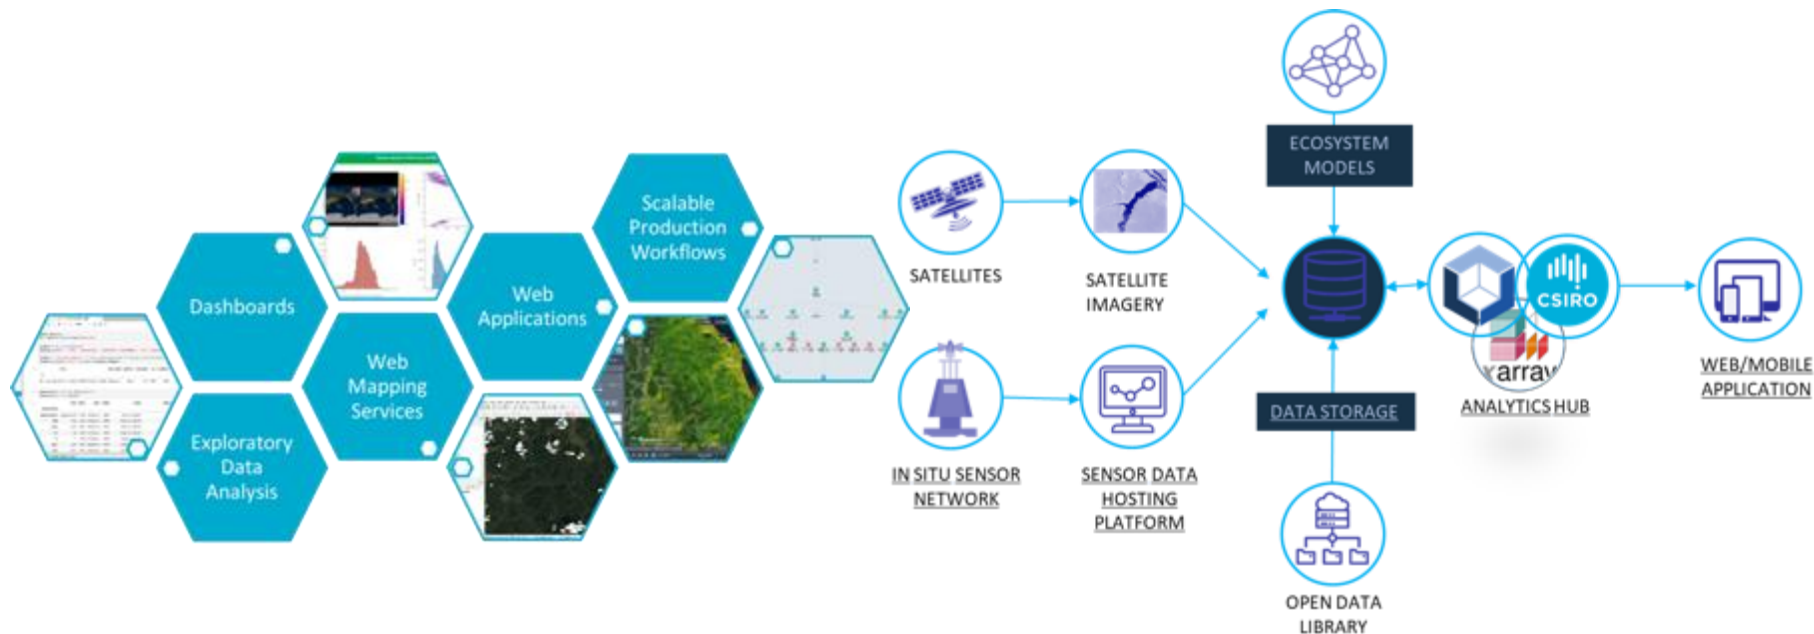 Scalable
Production
Workflows
Dashboards
Web
Applications
Web
Mapping
Services
Exploratory
Data
Analysis
ECOSYSTEM
MODELS
SATELLITES
SATELLITE
IMAGERY
CSIRO
xarray
ANALYTICS HUB
WEB/MOBILE
APPLICATION
DATA STORAGE
IN SITU SENSOR
NETWORK
SENSOR DATA
HOSTING
PLATFORM
OPEN DATA
LIBRARY